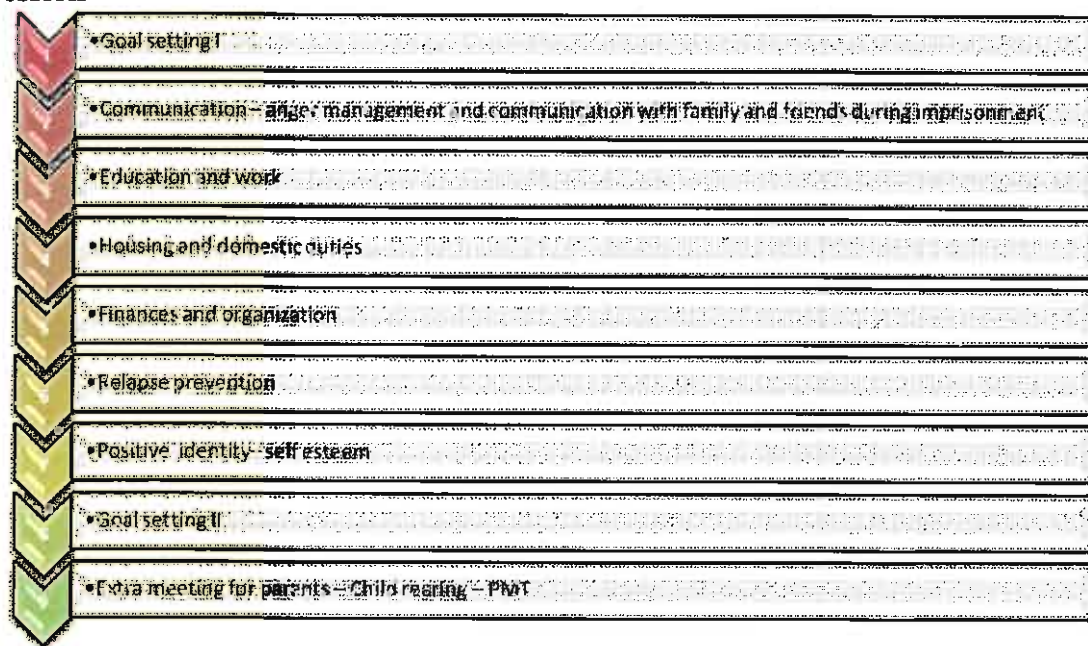 •Goal setting I
•Communication – anger management and communication with family and friends during imprisonment
•Education and work
•Housing and domestic duties
•Finances and organization
•Relapse prevention
•Positive identity - self esteem
•Goal setting II
•Extra meeting for parents – Child rearing – PMT